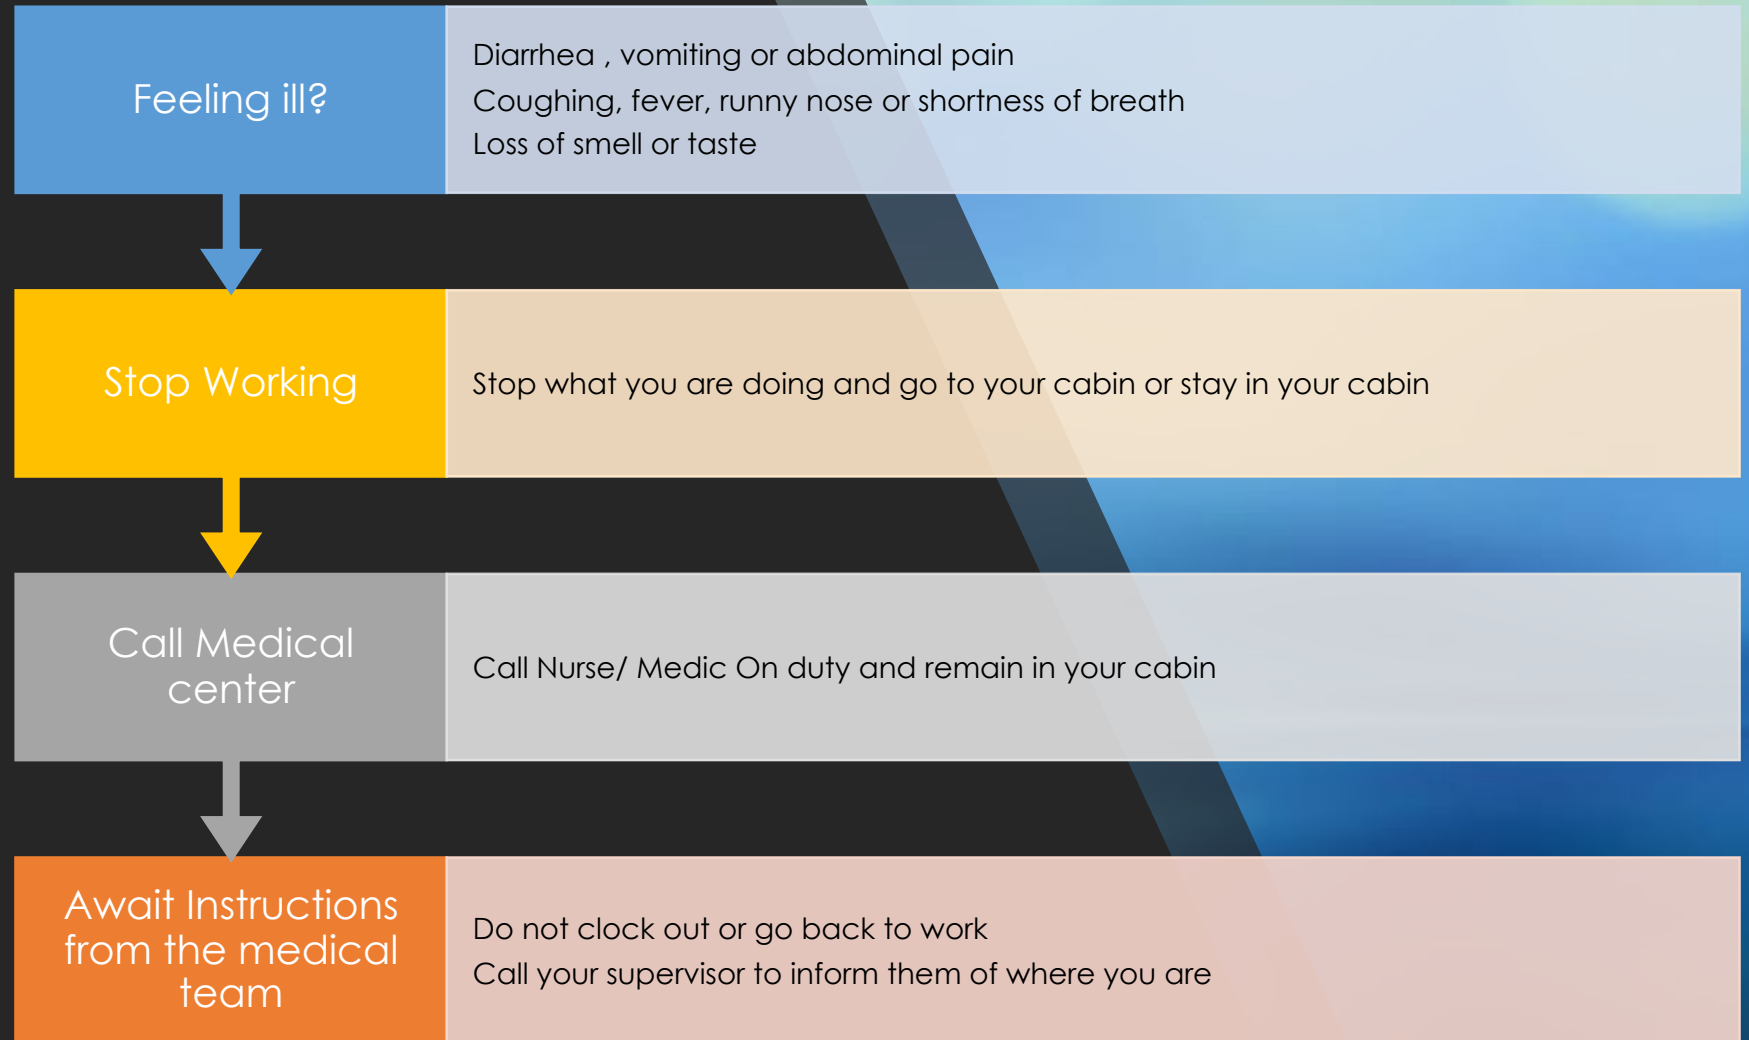 Feeling ill?
Diarrhea , vomiting or abdominal pain
Coughing, fever, runny nose or shortness of breath
Loss of smell or taste
Stop Working
Stop what you are doing and go to your cabin or stay in your cabin
Call Medical
center
Call Nurse/ Medic On duty and remain in your cabin
Await Instructions
from the medical
team
Do not clock out or go back to work
Call your supervisor to inform them of where you are